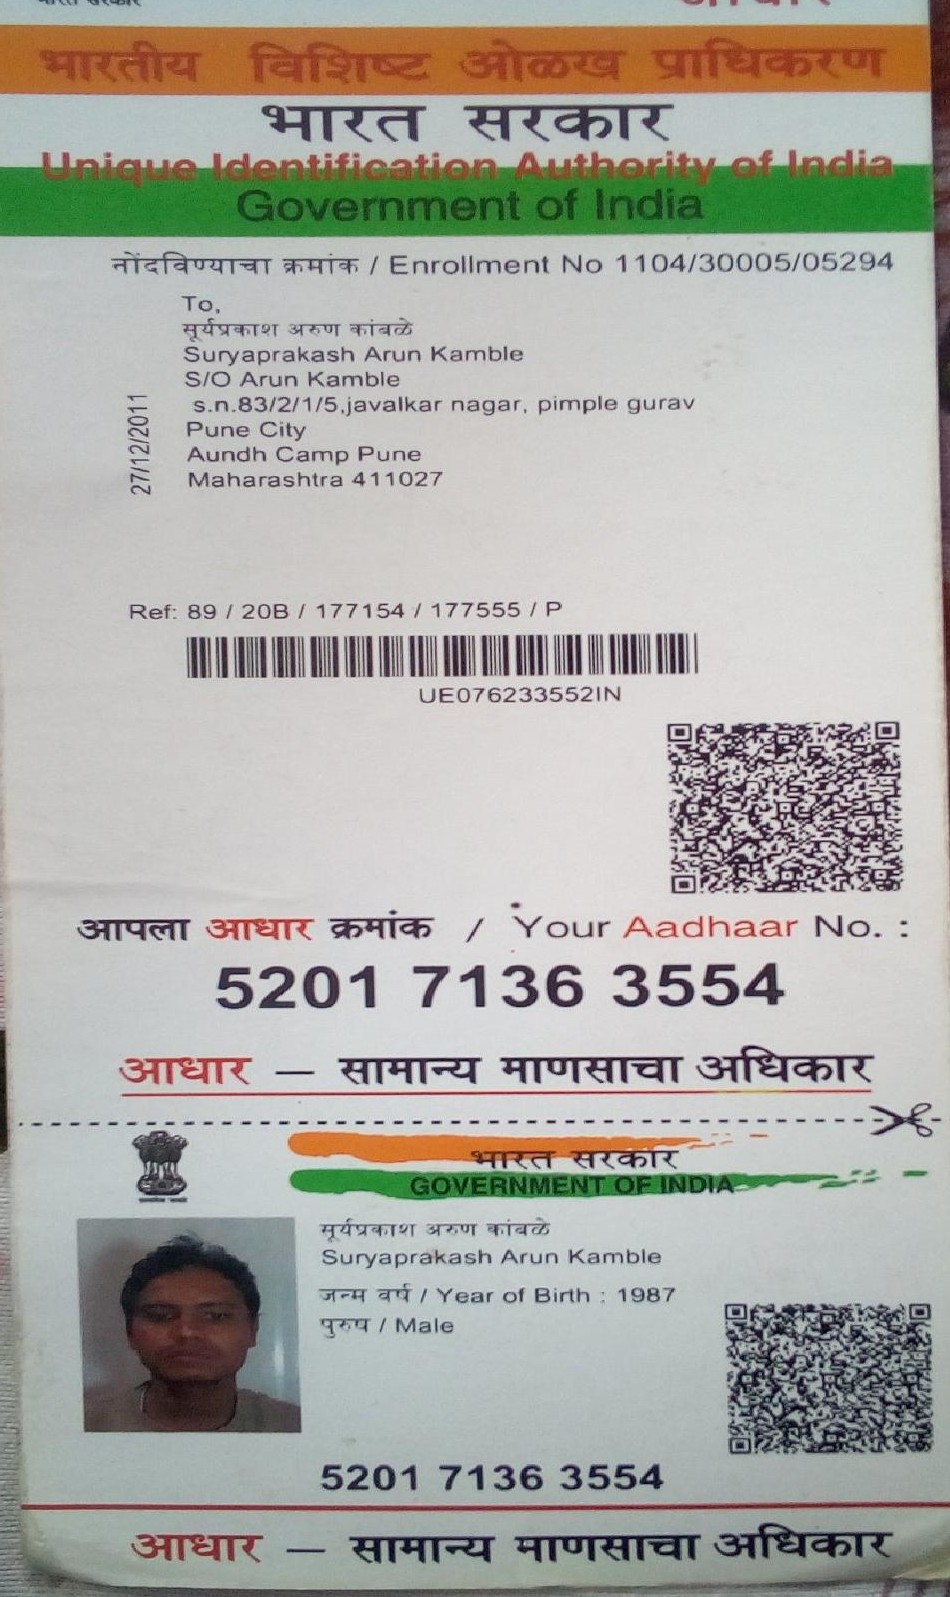 भारत सरकार
आधार
भारतीय विशिष्ट ओळख प्राधिकरण
भारत सरकार
Unique Identification Authority of India
Government of India
नोंदविण्याचा क्रमांक / Enrollment No 1104/30005/05294
To,
सूर्यप्रकाश अरुण कांबळे
Suryaprakash Arun Kamble
S/O Arun Kamble
s.n.83/2/1/5,javalkar nagar, pimple gurav
Pune City
Aundh Camp Pune
Maharashtra 411027
27/12/2011
Ref: 89 / 20B / 177154 / 177555 / P
UE076233552IN
आपला आधार क्रमांक / Your Aadhaar No. :
5201 7136 3554
आधार — सामान्य माणसाचा अधिकार
भारत सरकार
GOVERNMENT OF INDIA
सूर्यप्रकाश अरुण कांबळे
Suryaprakash Arun Kamble
जन्म वर्ष / Year of Birth : 1987
पुरुष / Male
5201 7136 3554
आधार — सामान्य माणसाचा अधिकार